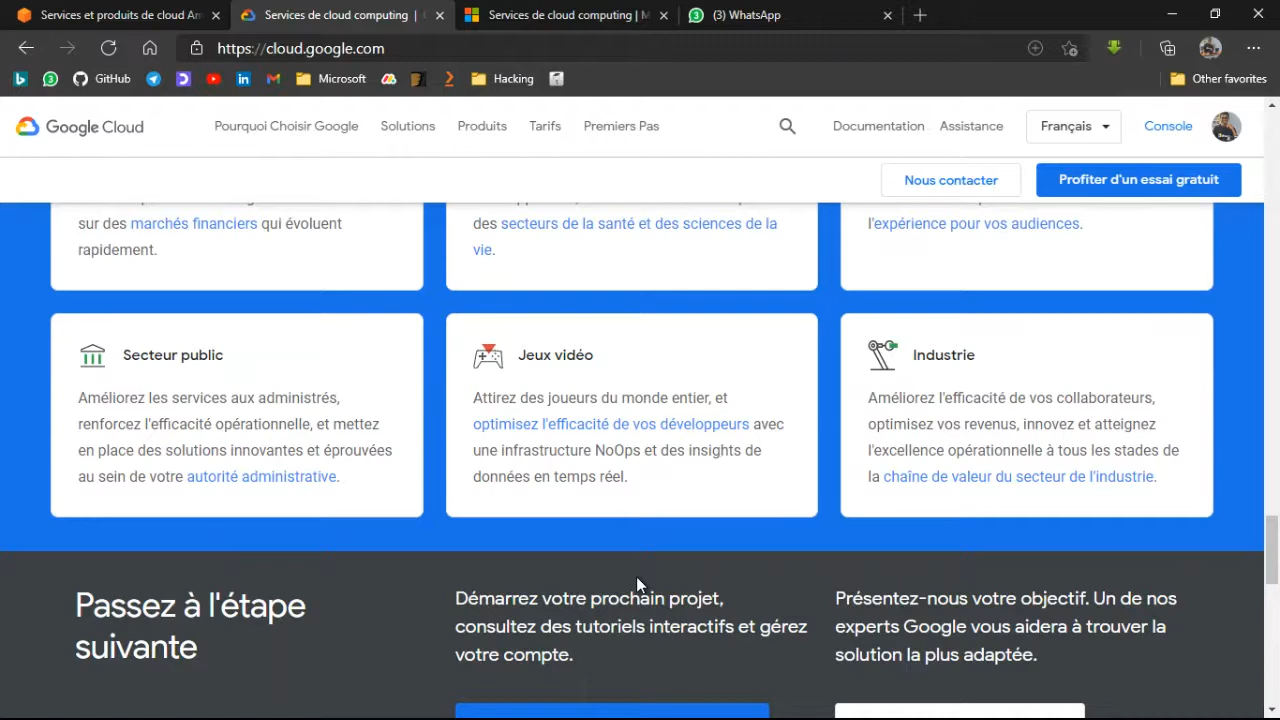 Services et produits de cloud Am
Services de cloud computing |
Services de cloud computing | M
(3) WhatsApp
https://cloud.google.com
GitHub
Microsoft
Hacking
Other favorites
Google Cloud
Pourquoi Choisir Google
Solutions
Produits
Tarifs
Premiers Pas
Documentation
Assistance
Français
Console
Nous contacter
Profiter d'un essai gratuit
sur des marchés financiers qui évoluent
rapidement.
des secteurs de la santé et des sciences de la
vie.
l'expérience pour vos audiences.
Secteur public
Améliorez les services aux administrés,
renforcez l'efficacité opérationnelle, et mettez
en place des solutions innovantes et éprouvées
au sein de votre autorité administrative.
Jeux vidéo
Attirez des joueurs du monde entier, et
optimisez l'efficacité de vos développeurs avec
une infrastructure NoOps et des insights de
données en temps réel.
Industrie
Améliorez l'efficacité de vos collaborateurs,
optimisez vos revenus, innovez et atteignez
l'excellence opérationnelle à tous les stades de
la chaîne de valeur du secteur de l'industrie.
Passez à l'étape
suivante
Démarrez votre prochain projet,
consultez des tutoriels interactifs et gérez
votre compte.
Présentez-nous votre objectif. Un de nos
experts Google vous aidera à trouver la
solution la plus adaptée.